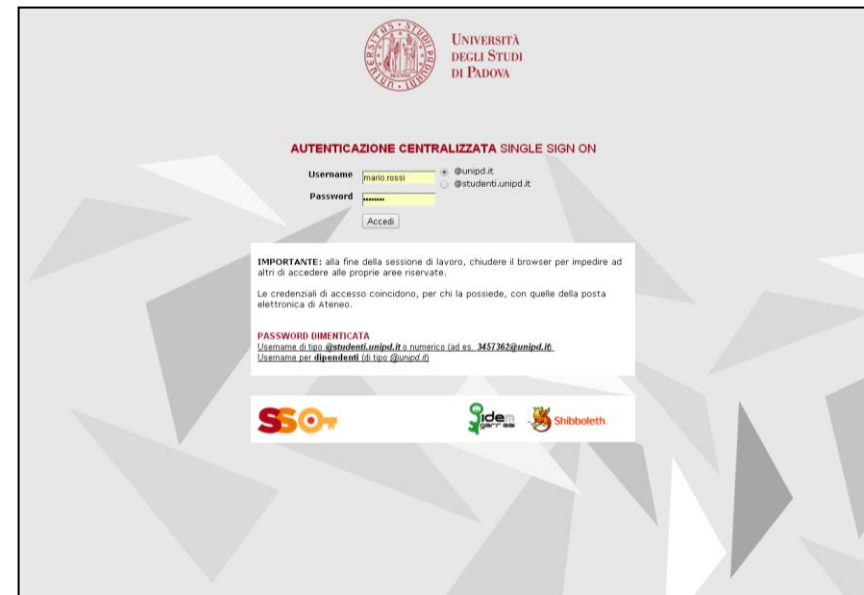 UNIVERSITÀ
DEGLI STUDI
DI PADOVA
AUTENTICAZIONE CENTRALIZZATA SINGLE SIGN ON
Username mario.rossi @unipd.it
@studenti.unipd.it
Password ••••••••
Accedi
IMPORTANTE: alla fine della sessione di lavoro, chiudere il browser per impedire ad
altri di accedere alle proprie aree riservate.
Le credenziali di accesso coincidono, per chi la possiede, con quelle della posta
elettronica di Ateneo.
PASSWORD DIMENTICATA
Username di tipo @studenti.unipd.it o numerico (ad es. 3457362@unipd.it)
Username per dipendenti (di tipo @unipd.it)
SSO
idem
garr aai
Shibboleth.